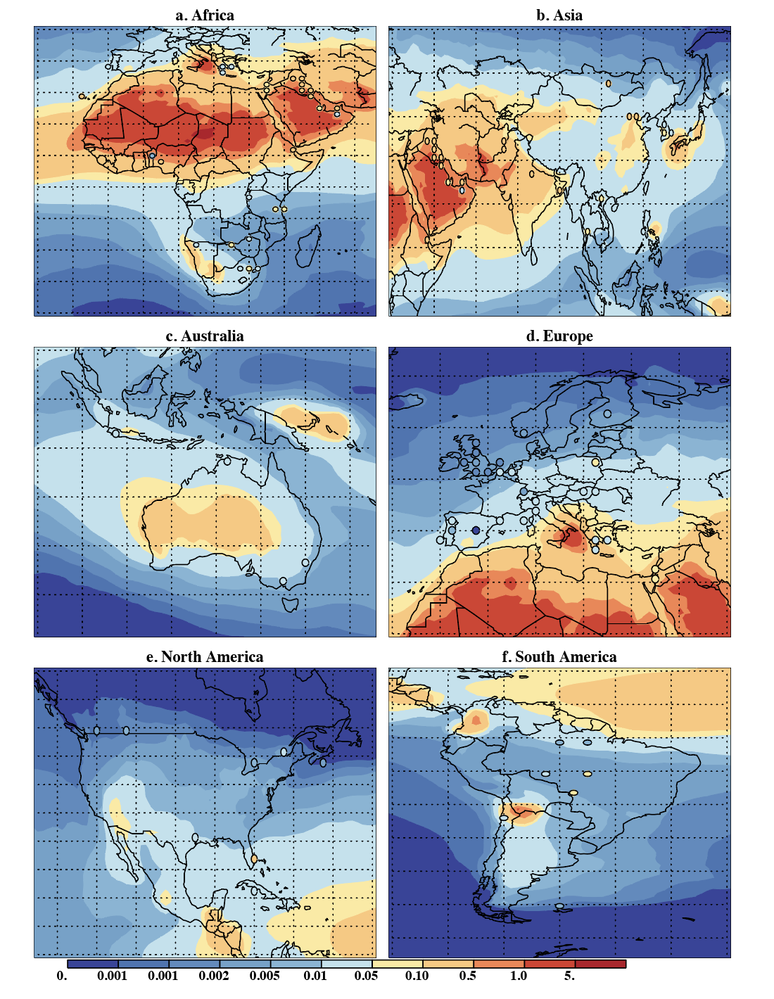 a. Africa
b. Asia
c. Australia
d. Europe
e. North America
f. South America
0. 0.001 0.001 0.002 0.005 0.01 0.05 0.10 0.5 1.0 5.